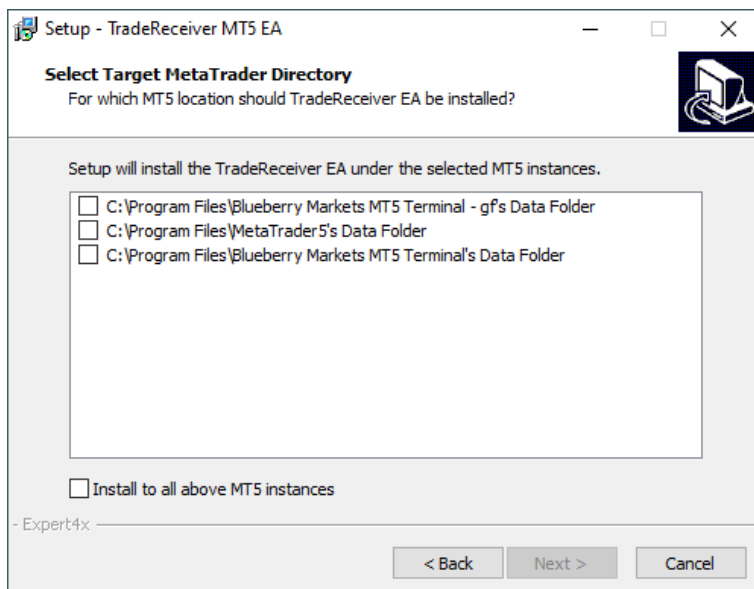 Setup - TradeReceiver MT5 EA
Select Target MetaTrader Directory
For which MT5 location should TradeReceiver EA be installed?
Setup will install the TradeReceiver EA under the selected MT5 instances.
C:\Program Files\Blueberry Markets MT5 Terminal - gf's Data Folder
C:\Program Files\MetaTrader5's Data Folder
C:\Program Files\Blueberry Markets MT5 Terminal's Data Folder
Install to all above MT5 instances
- Expert4x
< Back Next > Cancel